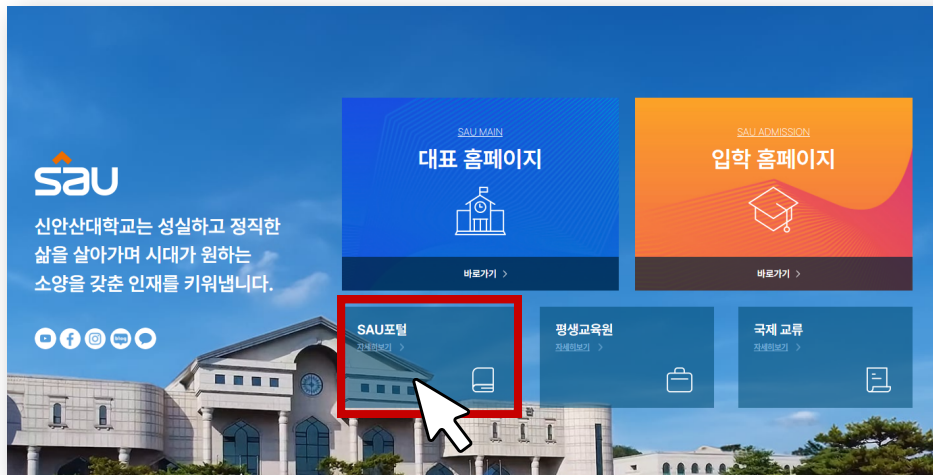 sau
신안산대학교는 성실하고 정직한
삶을 살아가며 시대가 원하는
소양을 갖춘 인재를 키워냅니다.
blog
SAU MAIN
대표 홈페이지
바로가기 >
SAU ADMISSION
입학 홈페이지
바로가기 >
SAU포털
자세히보기 >
평생교육원
자세히보기 >
국제 교류
자세히보기 >